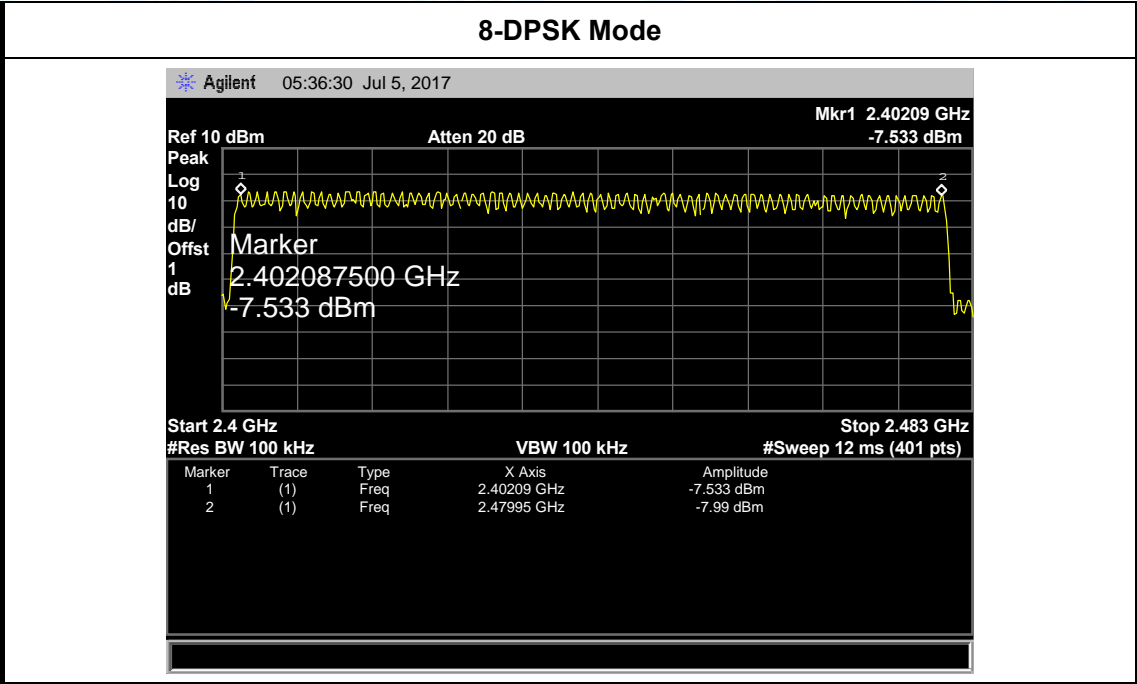 8-DPSK Mode
Agilent 05:36:30 Jul 5, 2017
Mkr1 2.40209 GHz
Ref 10 dBm Atten 20 dB -7.533 dBm
Peak
Log
10
dB/
Offst
1
dB
1
2
Marker
2.402087500 GHz
-7.533 dBm
Start 2.4 GHz Stop 2.483 GHz
#Res BW 100 kHz VBW 100 kHz #Sweep 12 ms (401 pts)
Marker Trace Type X Axis Amplitude
1 (1) Freq 2.40209 GHz -7.533 dBm
2 (1) Freq 2.47995 GHz -7.99 dBm